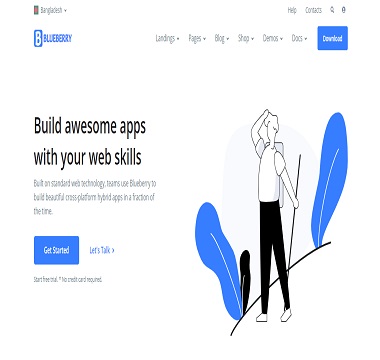 Bangladesh
Help Contacts
BLUEBERRY
Landings Pages Blog Shop Demos Docs Download
Build awesome apps
with your web skills
Built on standard web technology, teams use Blueberry to
build beautiful cross-platform hybrid apps in a fraction of
the time.
Get Started Let's Talk
Start free trial. * No credit card required.